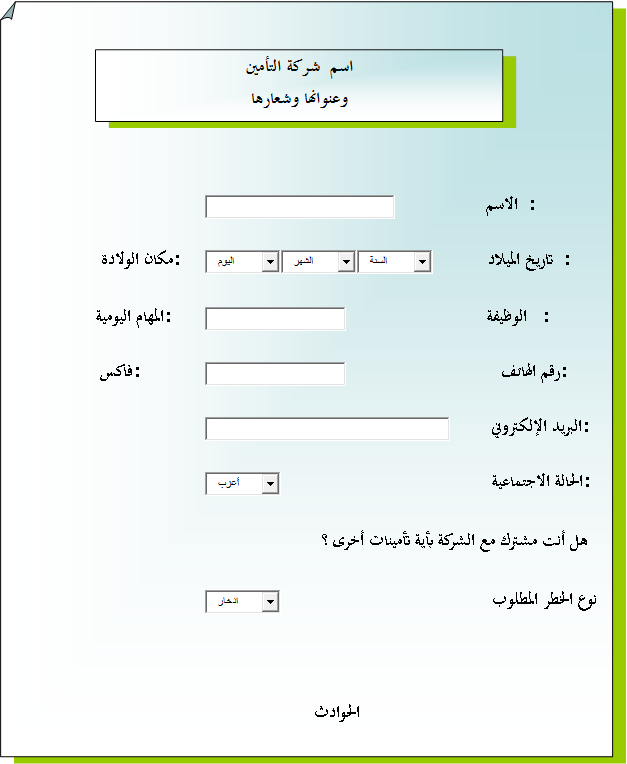 اسم شركة التأمين
وعنوانها وشعارها
الاسم :
تاريخ الميلاد : السنة الشهر اليوم مكان الولادة:
الوظيفة : المهام اليومية:
رقم الهاتف: فاكس:
البريد الإلكتروني:
الحالة الاجتماعية: أعزب
هل أنت مشترك مع الشركة بأية تأمينات أخرى ؟
نوع الخطر المطلوب ادخار
الحوادث